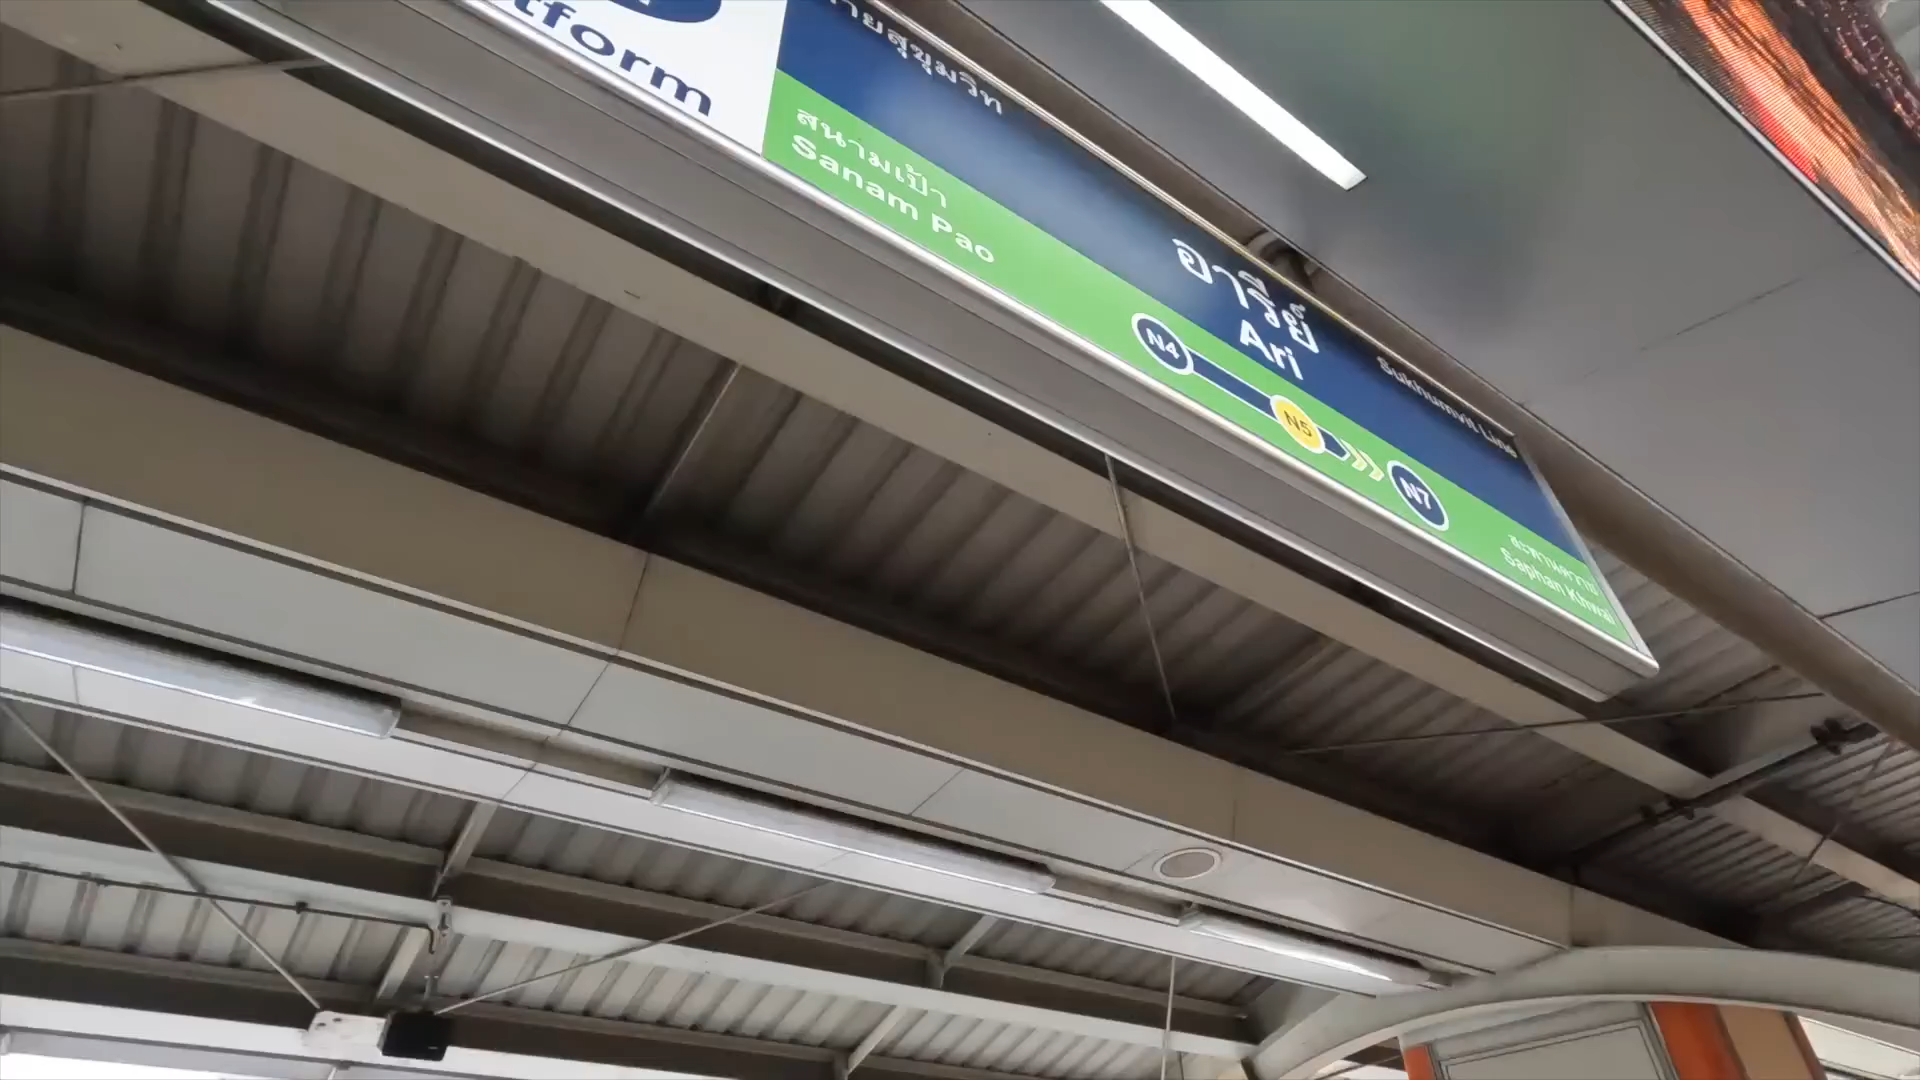 tform
สายสุขุมวิท
สนามเป้า
Sanam Pao
อารีย์
Ari
Sukhumvit Line
N4
N5
N7
สะพานควาย
Saphan Khwai